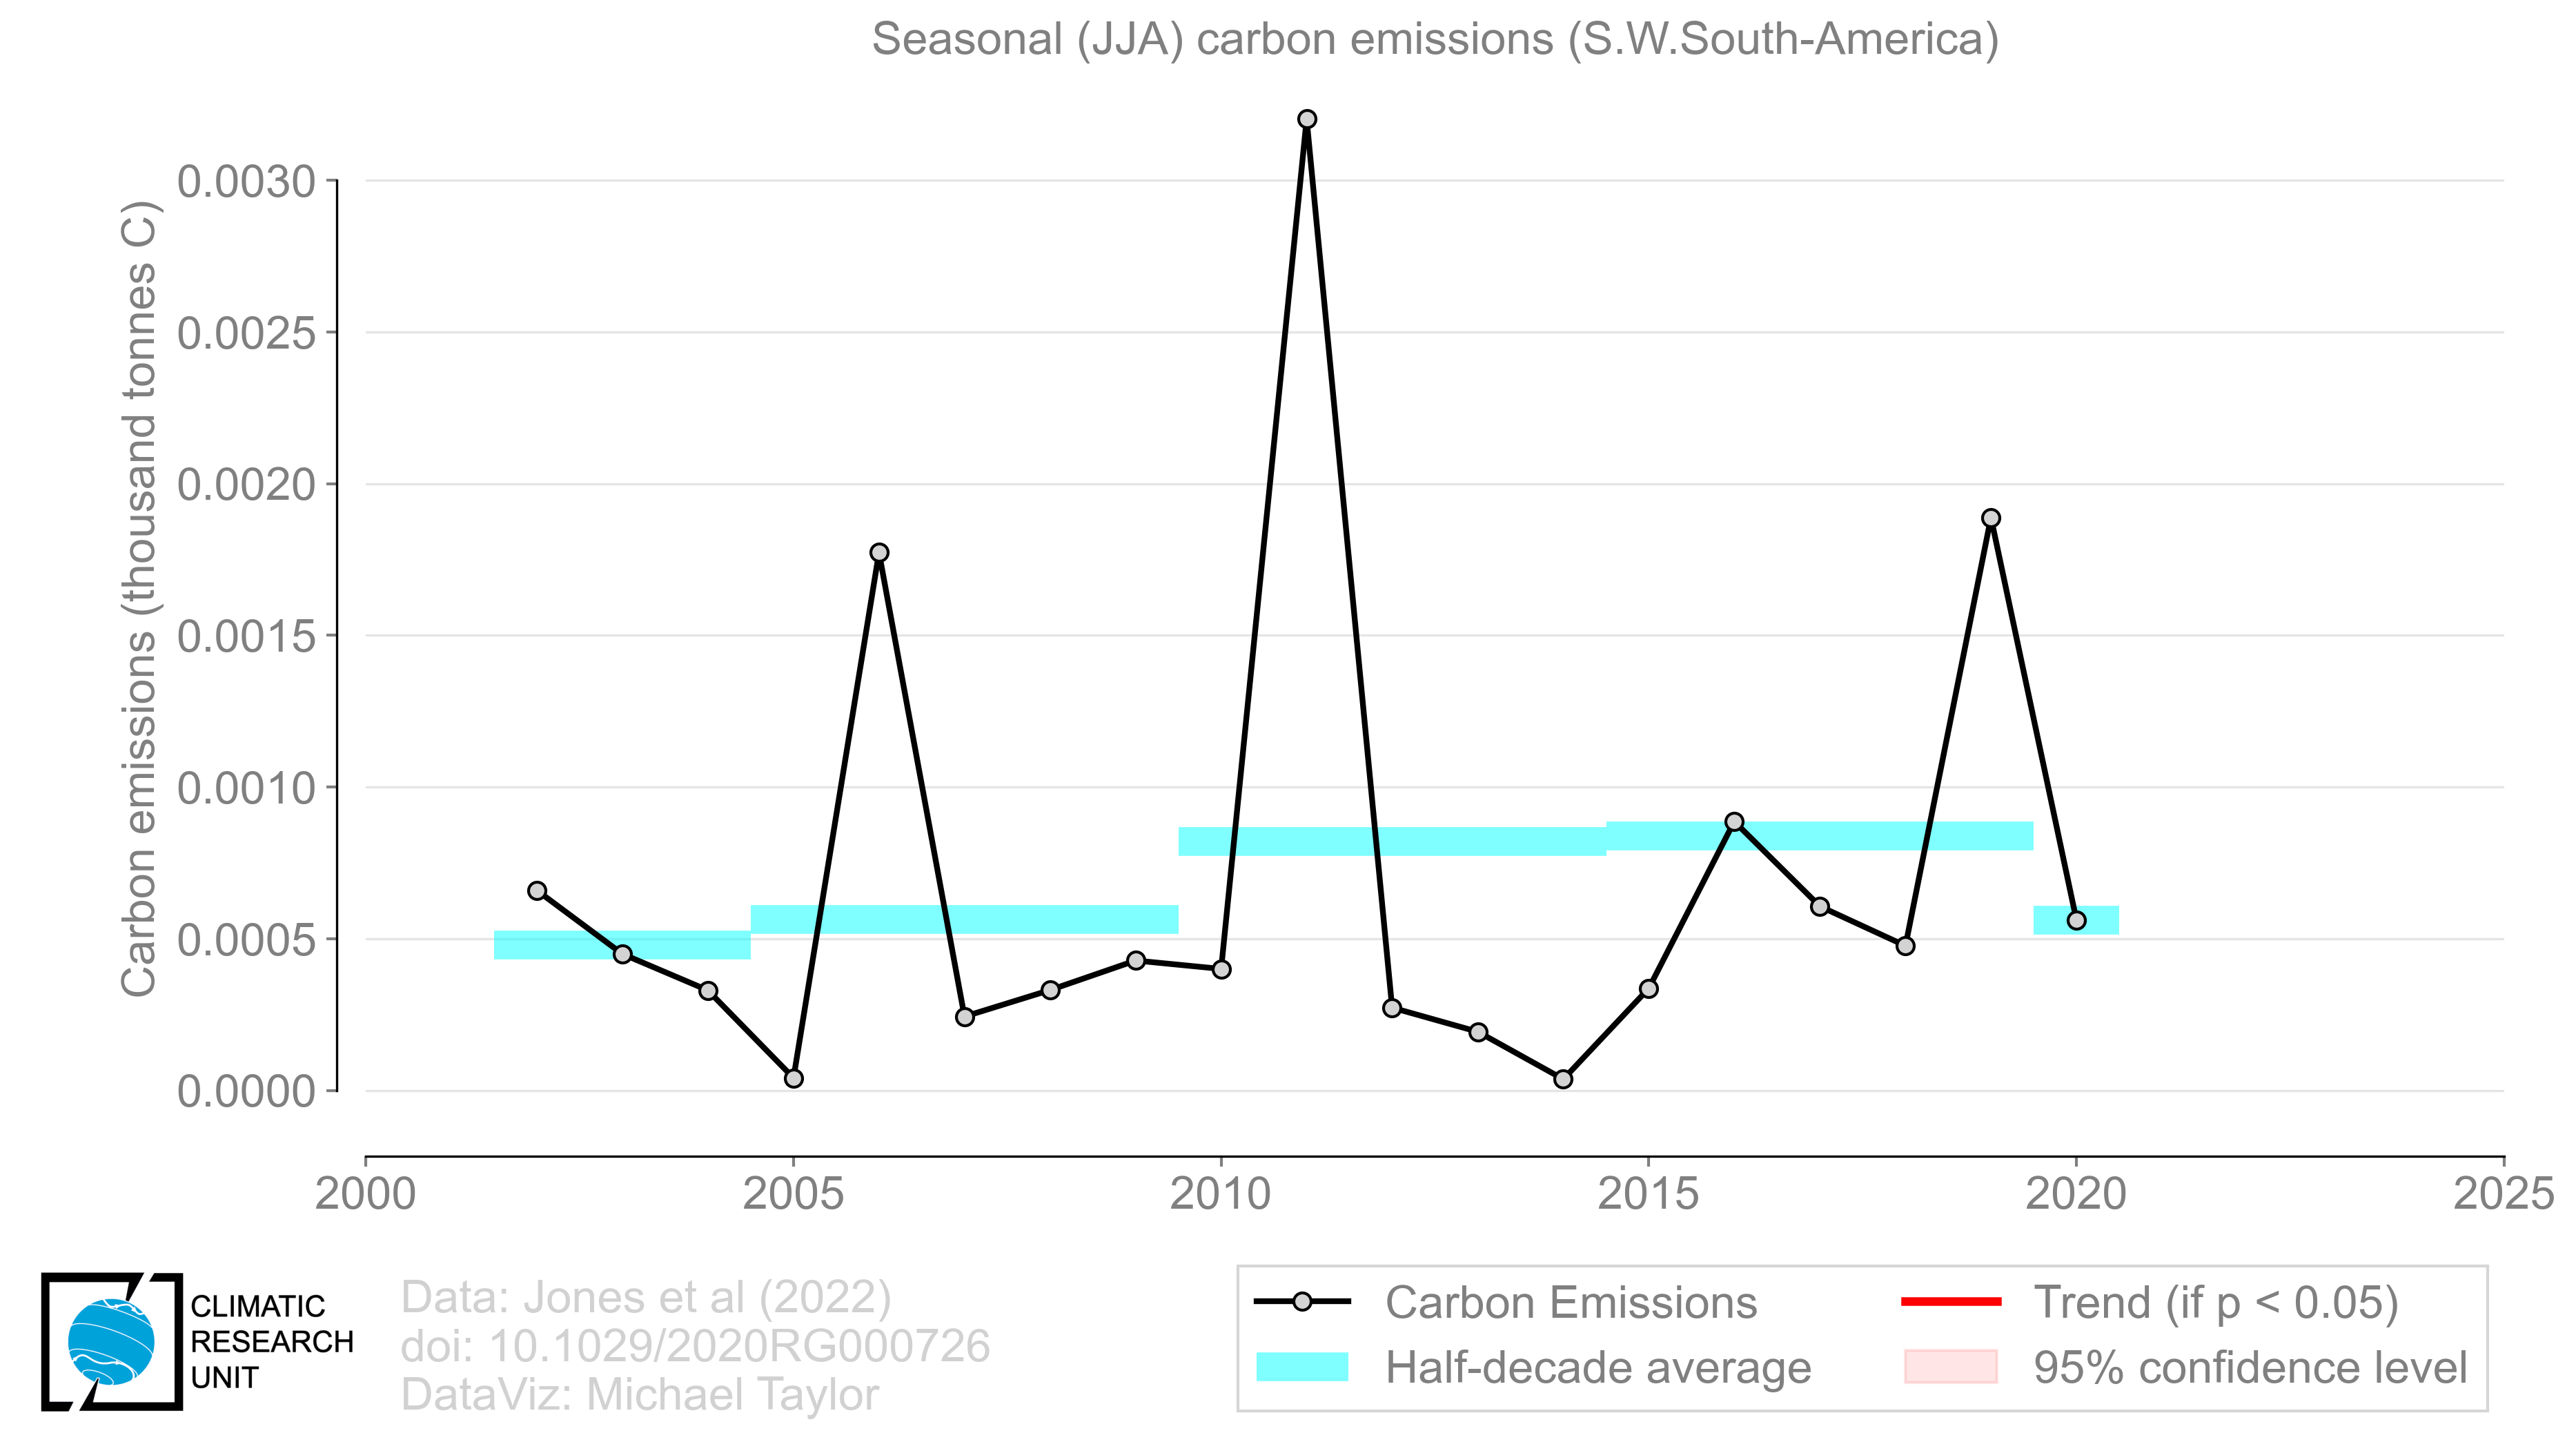 Seasonal (JJA) carbon emissions (S.W.South-America)
Carbon emissions (thousand tonnes C)
0.0030
0.0025
0.0020
0.0015
0.0010
0.0005
0.0000
2000 2005 2010 2015 2020 2025
CLIMATIC
RESEARCH
UNIT
Data: Jones et al (2022)
doi: 10.1029/2020RG000726
DataViz: Michael Taylor
Carbon Emissions
Half-decade average
Trend (if p < 0.05)
95% confidence level